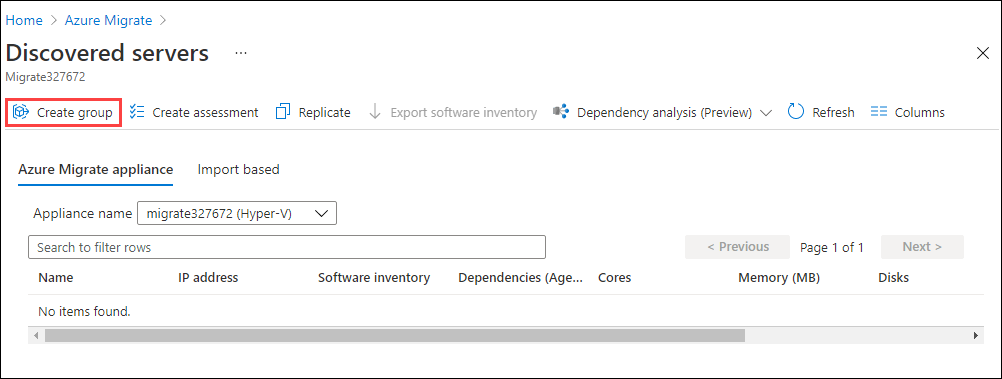 Home > Azure Migrate >
Discovered servers ...
Migrate327672
Create group Create assessment Replicate Export software inventory Dependency analysis (Preview) Refresh Columns
Azure Migrate appliance Import based
Appliance name migrate327672 (Hyper-V)
Search to filter rows < Previous Page 1 of 1 Next >
Name IP address Software inventory Dependencies (Age... Cores Memory (MB) Disks
No items found.